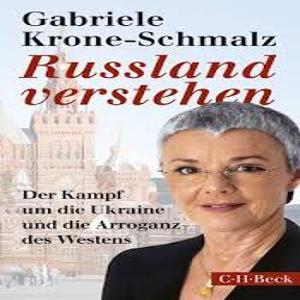 Gabriele
Krone-Schmalz
Russland
verstehen
Der Kampf
um die Ukraine
und die Arroganz
des Westens
C·H·Beck